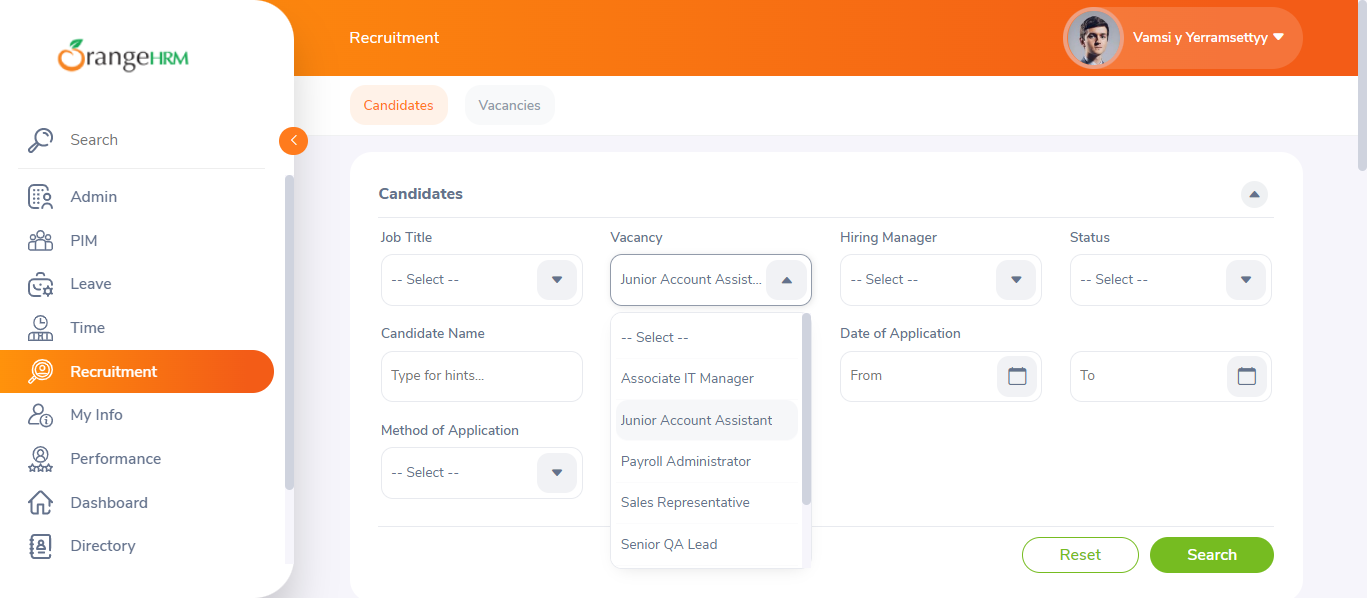 OrangeHRM
Search
Admin
PIM
Leave
Time
Recruitment
My Info
Performance
Dashboard
Directory
Recruitment
Vamsi y Yerramsettyy
Candidates
Vacancies
Candidates
Job Title
Vacancy
Hiring Manager
Status
-- Select --
Junior Account Assist...
-- Select --
-- Select --
-- Select --
Associate IT Manager
Junior Account Assistant
Payroll Administrator
Sales Representative
Senior QA Lead
Candidate Name
Date of Application
Type for hints...
From
To
Method of Application
-- Select --
Reset
Search